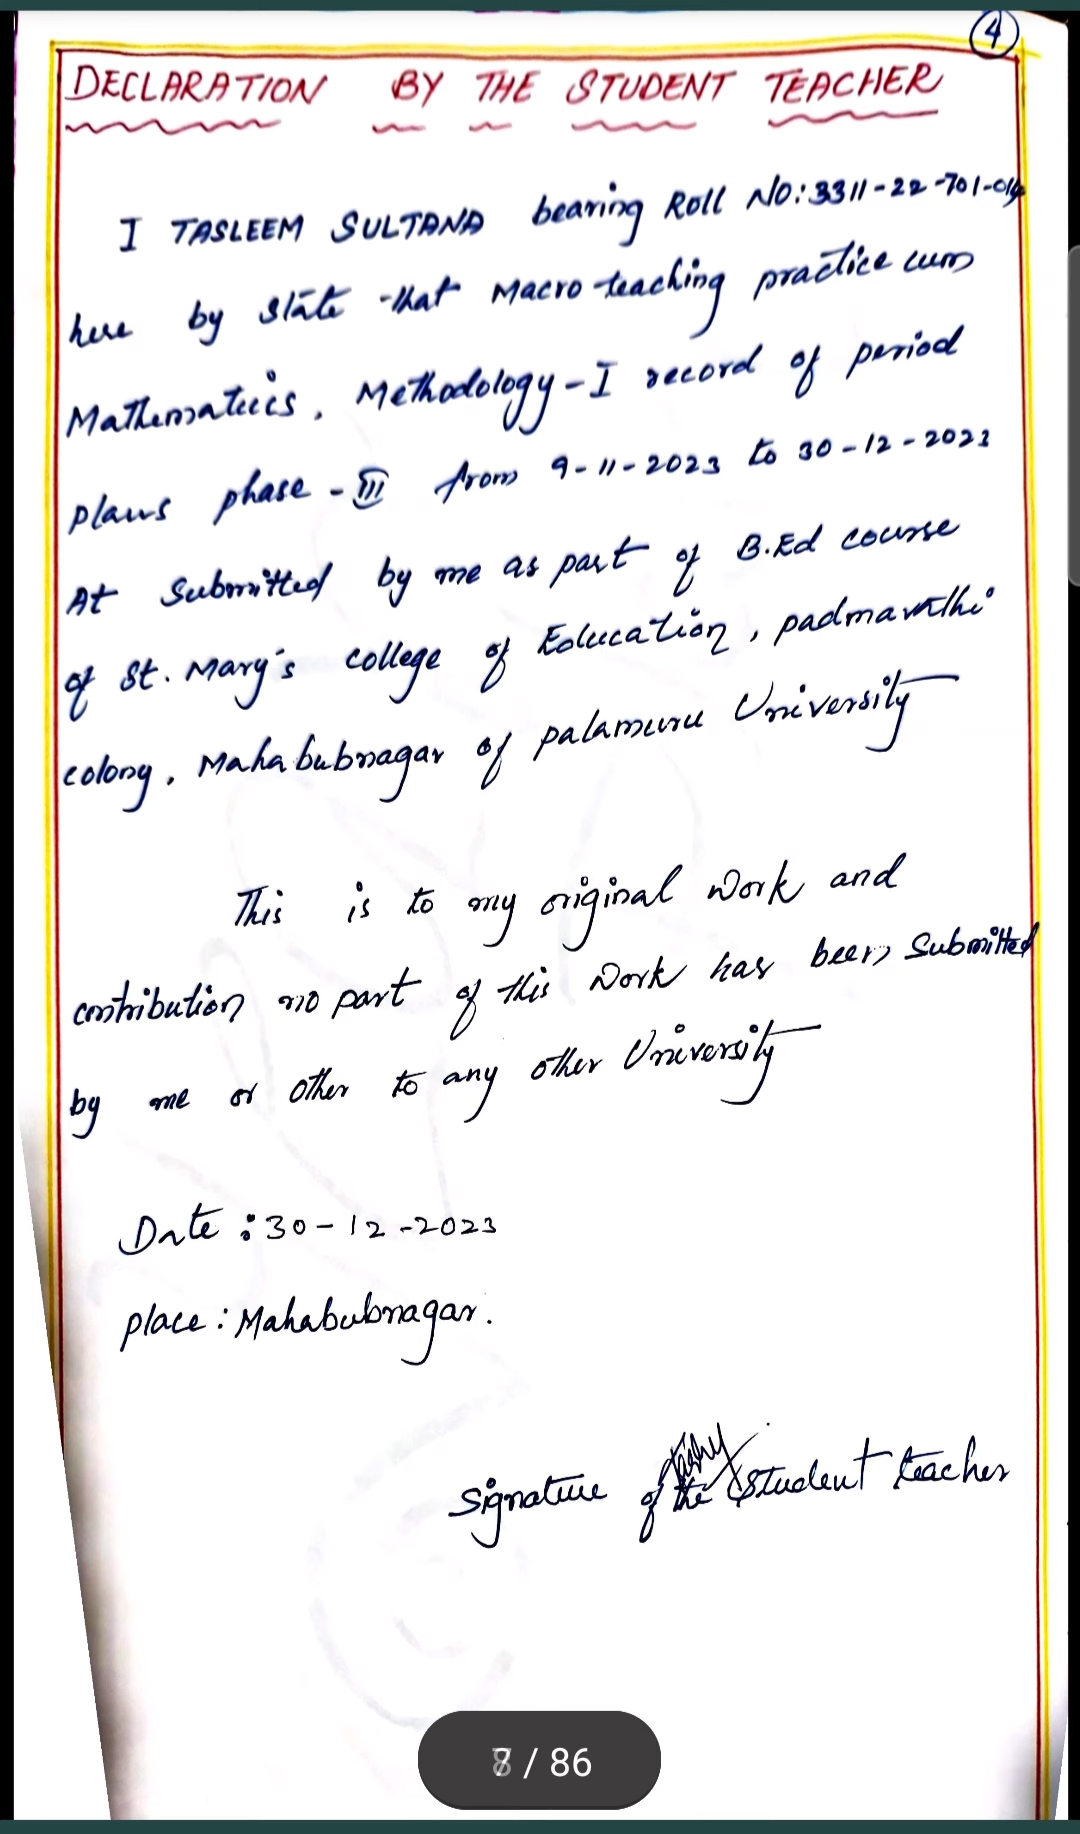 4
DECLARATION BY THE STUDENT TEACHER
I TASLEEM SULTANA bearing Roll NO: 3311-22-701-014
here by state that Macro-teaching practice cum
Mathematics, Methodology-I record of period
plans phase-III from 9-11-2023 to 30-12-2023
At Submitted by me as part of B.Ed course
of St. Mary's college of Education, padmavathi
colony, Mahabubnagar of palamuru University
This is to my original work and
contribution no part of this work has been Submitted
by me or other to any other University
Date : 30-12-2023
place : Mahabubnagar.
Signature of the Student teacher
/ 86